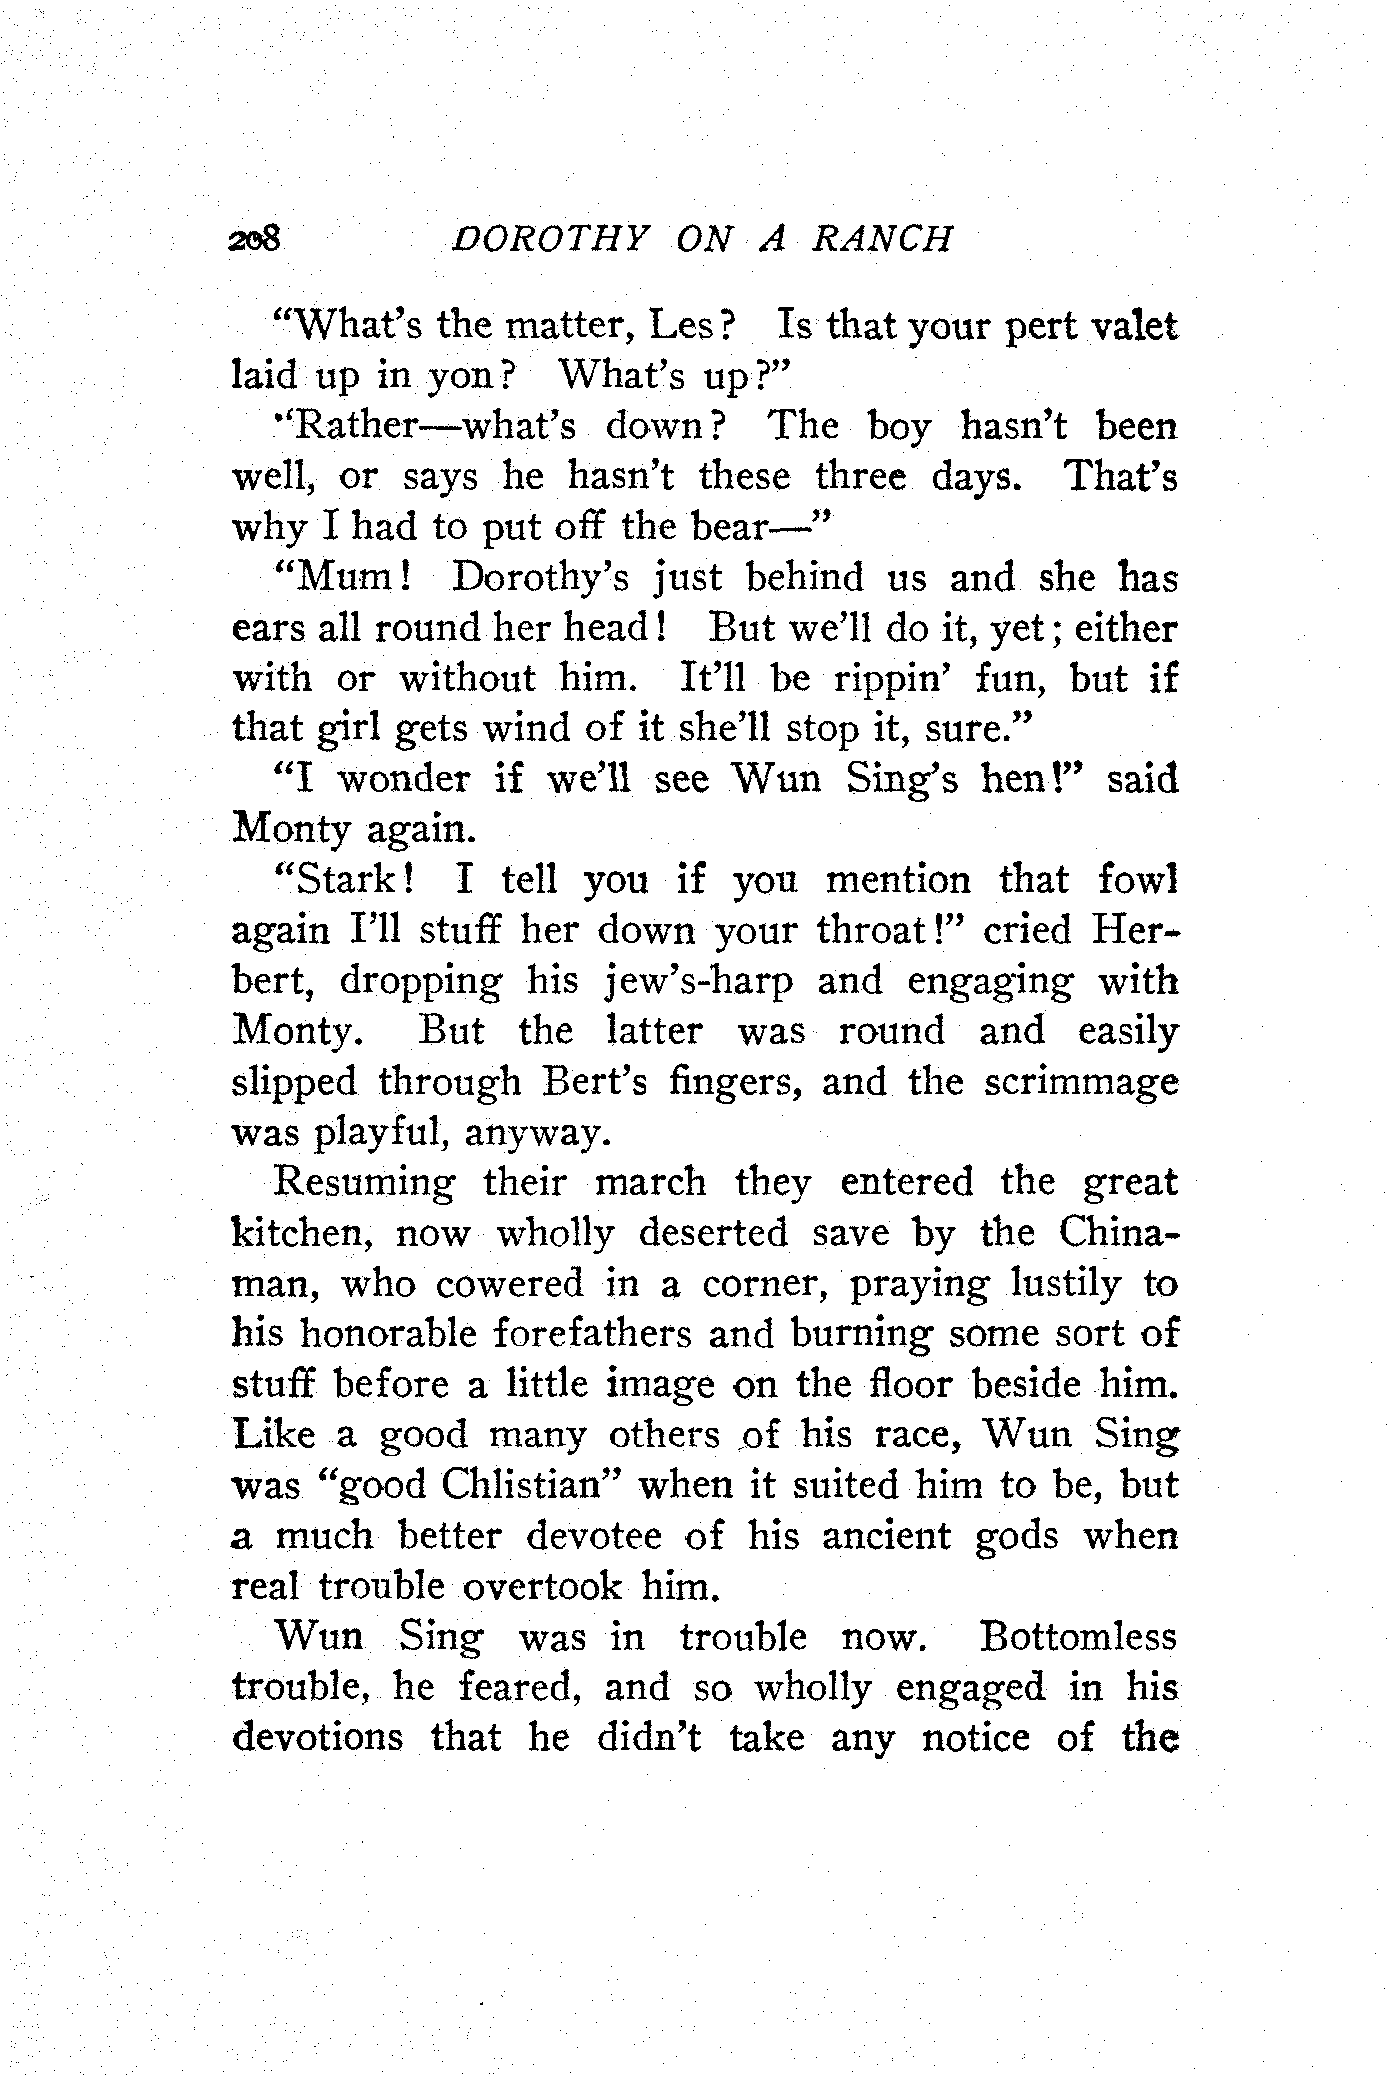 208 DOROTHY ON A RANCH
“What’s the matter, Les? Is that your pert valet
laid up in yon? What’s up?”
“Rather—what’s down? The boy hasn’t been
well, or says he hasn’t these three days. That’s
why I had to put off the bear—”
“Mum! Dorothy’s just behind us and she has
ears all round her head! But we’ll do it, yet; either
with or without him. It’ll be rippin’ fun, but if
that girl gets wind of it she’ll stop it, sure.”
“I wonder if we’ll see Wun Sing’s hen!” said
Monty again.
“Stark! I tell you if you mention that fowl
again I’ll stuff her down your throat!” cried Her-
bert, dropping his jew’s-harp and engaging with
Monty. But the latter was round and easily
slipped through Bert’s fingers, and the scrimmage
was playful, anyway.
Resuming their march they entered the great
kitchen, now wholly deserted save by the China-
man, who cowered in a corner, praying lustily to
his honorable forefathers and burning some sort of
stuff before a little image on the floor beside him.
Like a good many others of his race, Wun Sing
was “good Chlistian” when it suited him to be, but
a much better devotee of his ancient gods when
real trouble overtook him.
Wun Sing was in trouble now. Bottomless
trouble, he feared, and so wholly engaged in his
devotions that he didn’t take any notice of the